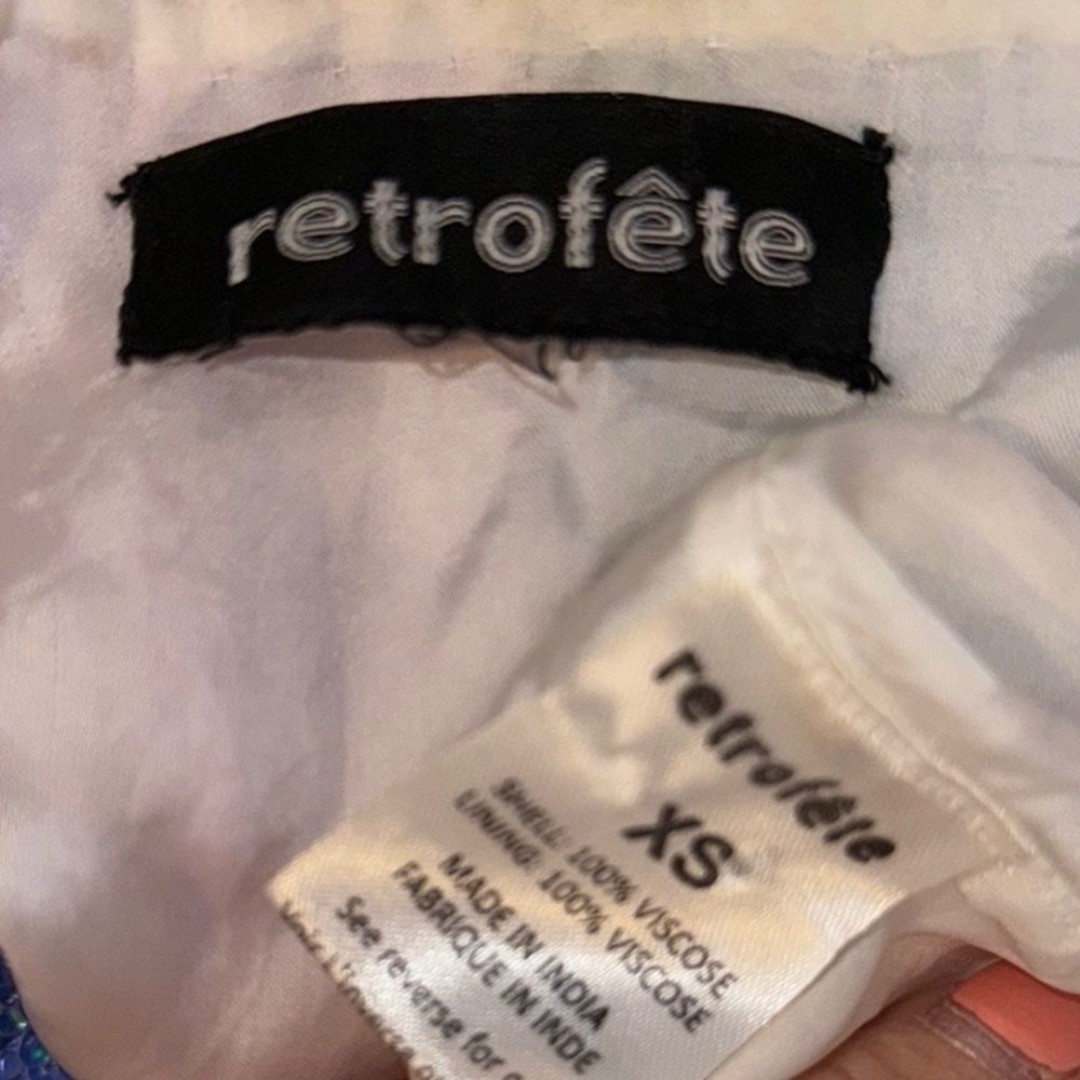 retrofête
retrofête
XS
SHELL: 100% VISCOSE
LINING: 100% VISCOSE
MADE IN INDIA
FABRIQUE IN INDE
See reverse for